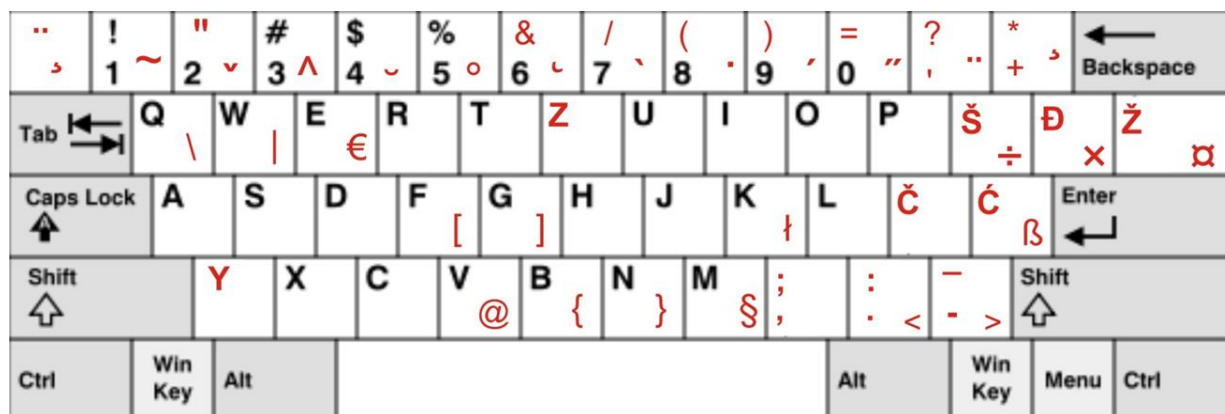 ¨ ! " # $ % & / ( ) = ? *
¸ 1 ~ 2 ˇ 3 ^ 4 ˘ 5 ° 6 ˛ 7 ` 8 ˙ 9 ´ 0 ˝ ' ¨ + ¸ Backspace
Tab Q \ W | E € R T Z U I O P Š ÷ Đ × Ž ¤
Caps Lock A S D F [ G ] H J K ł L Č Ć ß Enter
Shift Y X C V @ B { N } M § ; , : . < _ - > Shift
Ctrl Win Key Alt Alt Win Key Menu Ctrl